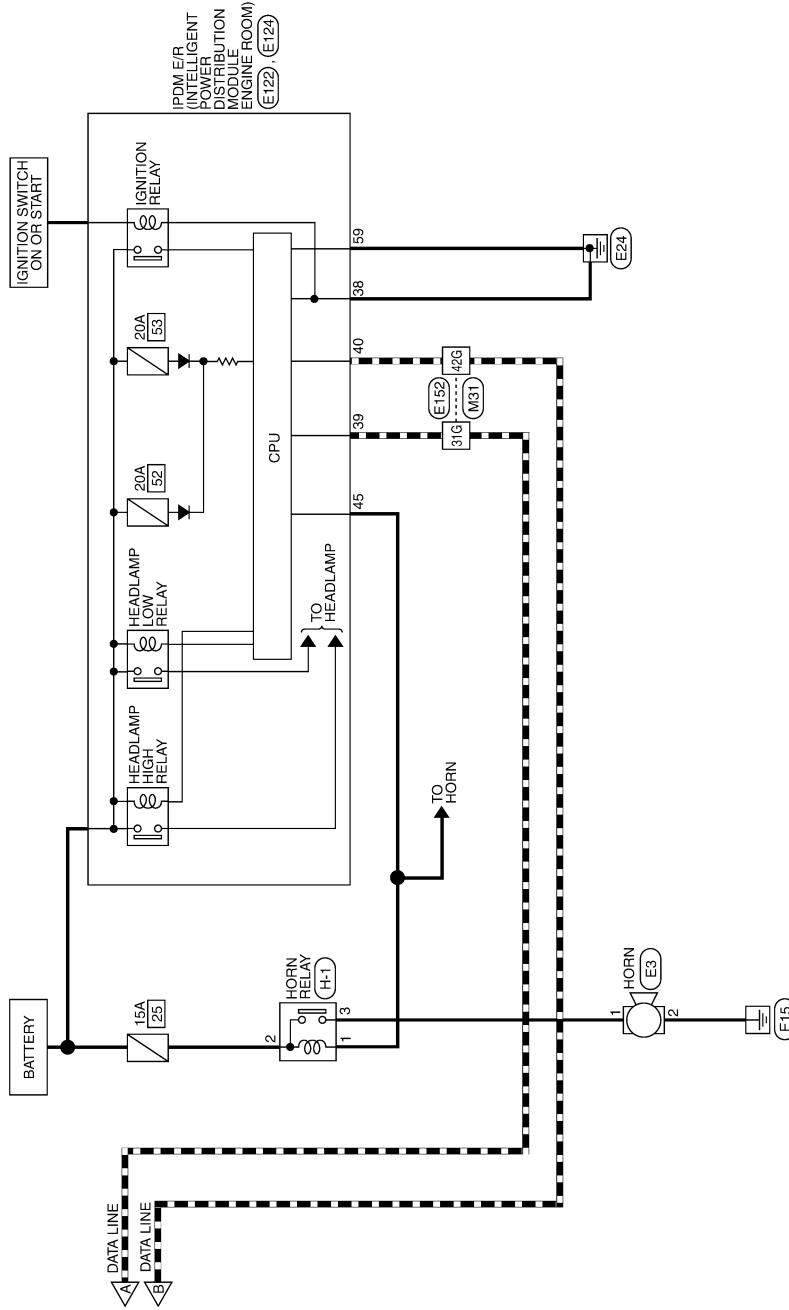 IGNITION SWITCH
ON OR START
IPDM E/R
(INTELLIGENT
POWER
DISTRIBUTION
MODULE
ENGINE ROOM)
E122 , E124
IGNITION
RELAY
20A
53
20A
52
HEADLAMP
LOW
RELAY
HEADLAMP
HIGH
RELAY
CPU
TO
HEADLAMP
59
38
40
39
45
E24
42G
31G
E152
M31
BATTERY
15A
25
HORN
RELAY
H-1
2
3
1
TO
HORN
HORN
E3
1
2
E15
DATA LINE
A
DATA LINE
B